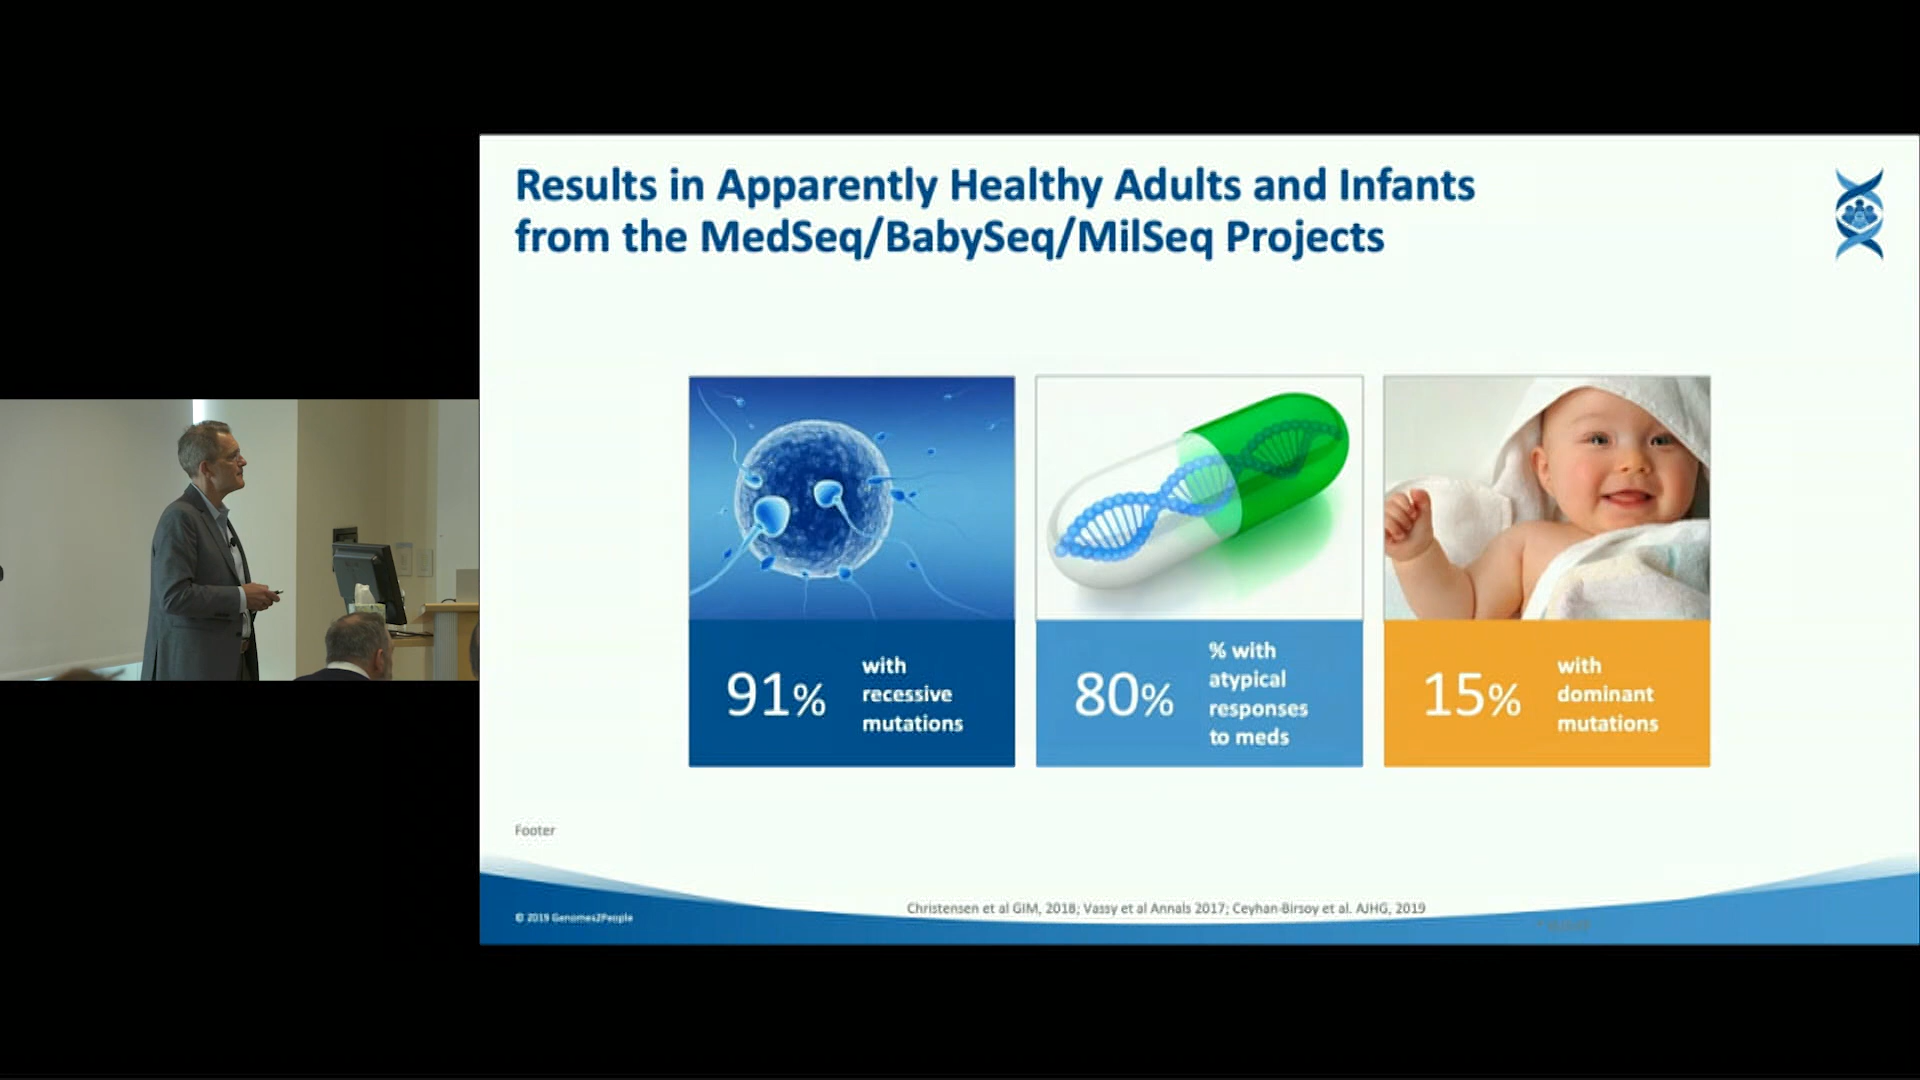 Results in Apparently Healthy Adults and Infants
from the MedSeq/BabySeq/MilSeq Projects
91%
with
recessive
mutations
80%
% with
atypical
responses
to meds
15%
with
dominant
mutations
Footer
Christensen et al GIM, 2018; Vassy et al Annals 2017; Ceyhan-Birsoy et al. AJHG, 2019
© 2019 Genomes2People